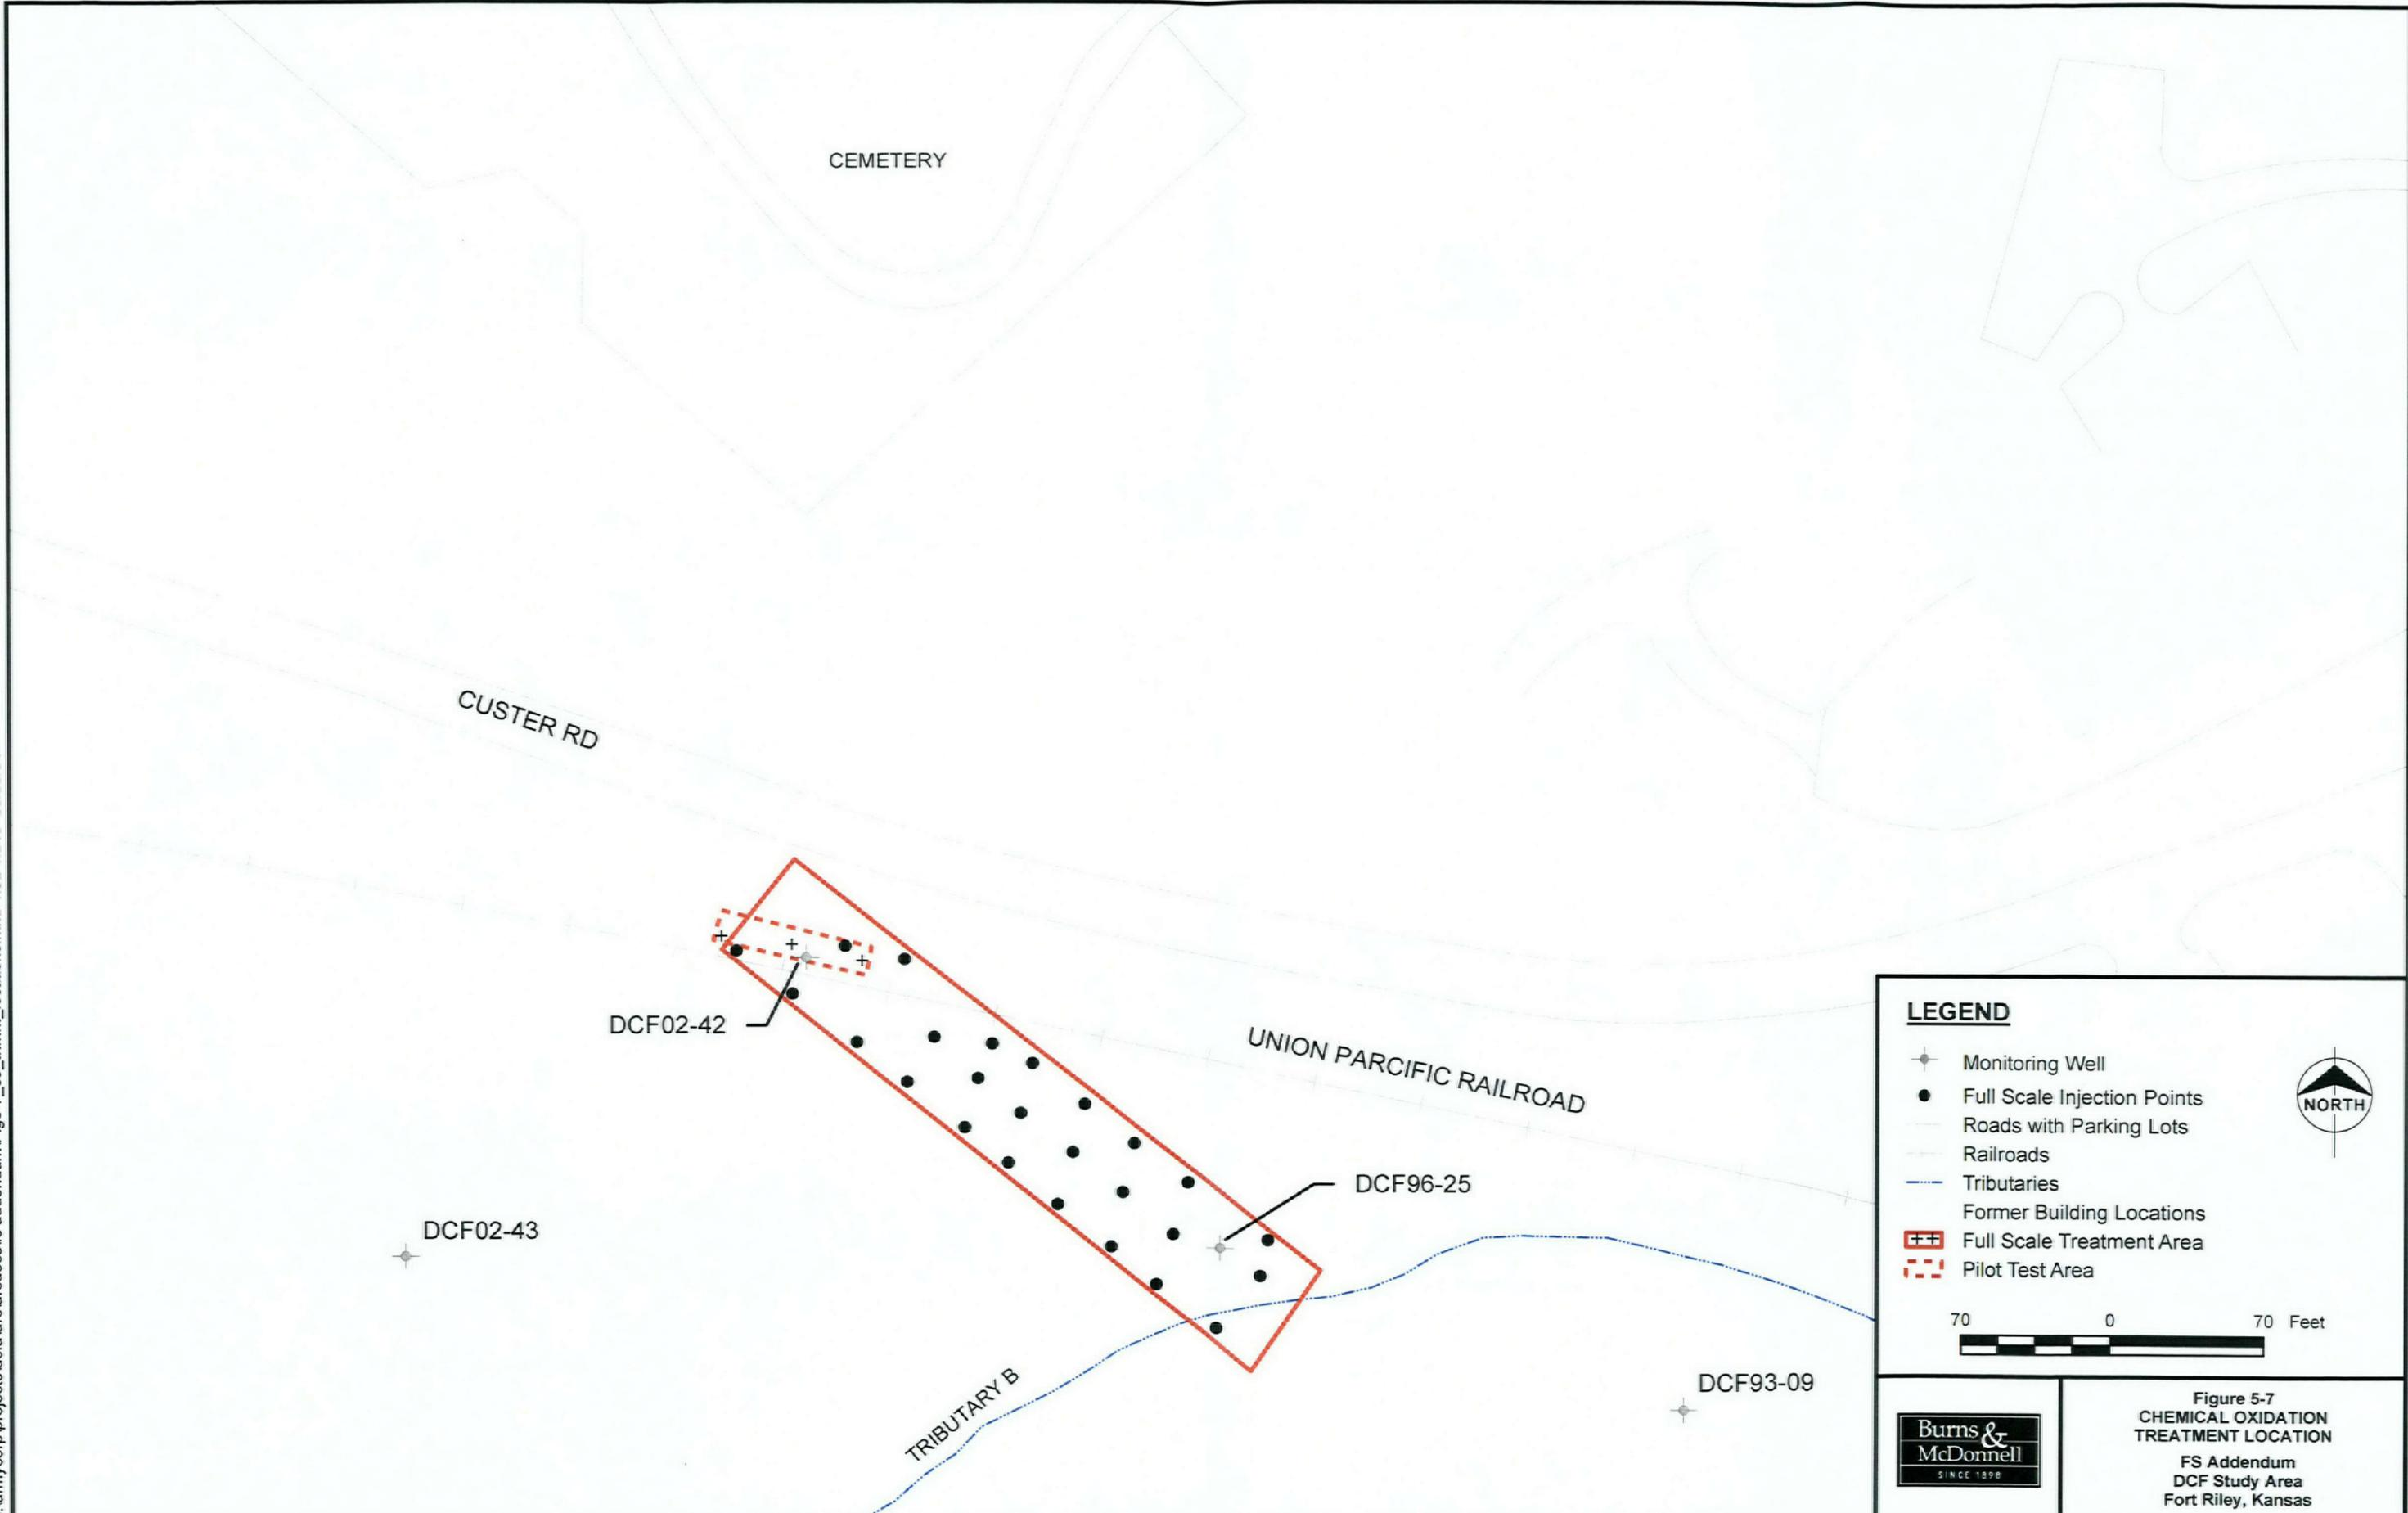 CEMETERY
CUSTER RD
DCF02-42
UNION PARCIFIC RAILROAD
DCF96-25
DCF02-43
TRIBUTARY B
DCF93-09
LEGEND
Monitoring Well
Full Scale Injection Points
Roads with Parking Lots
Railroads
Tributaries
Former Building Locations
Full Scale Treatment Area
Pilot Test Area
NORTH
70 0 70 Feet
Burns &
McDonnell
SINCE 1898
Figure 5-7
CHEMICAL OXIDATION
TREATMENT LOCATION
FS Addendum
DCF Study Area
Fort Riley, Kansas